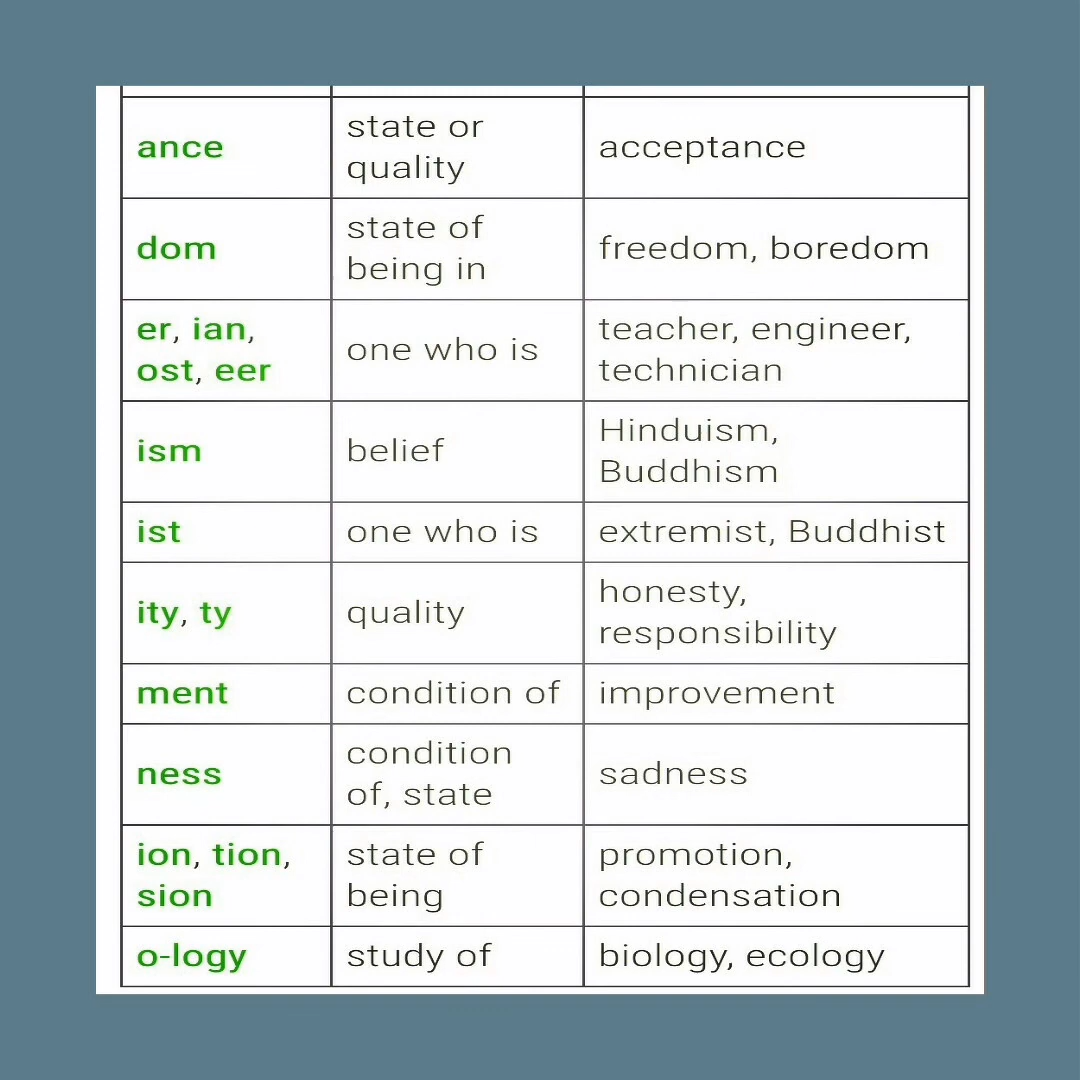 ance
state or
quality
acceptance
dom
state of
being in
freedom, boredom
er, ian,
ost, eer
one who is
teacher, engineer,
technician
ism
belief
Hinduism,
Buddhism
ist
one who is
extremist, Buddhist
ity, ty
quality
honesty,
responsibility
ment
condition of
improvement
ness
condition
of, state
sadness
ion, tion,
sion
state of
being
promotion,
condensation
o-logy
study of
biology, ecology